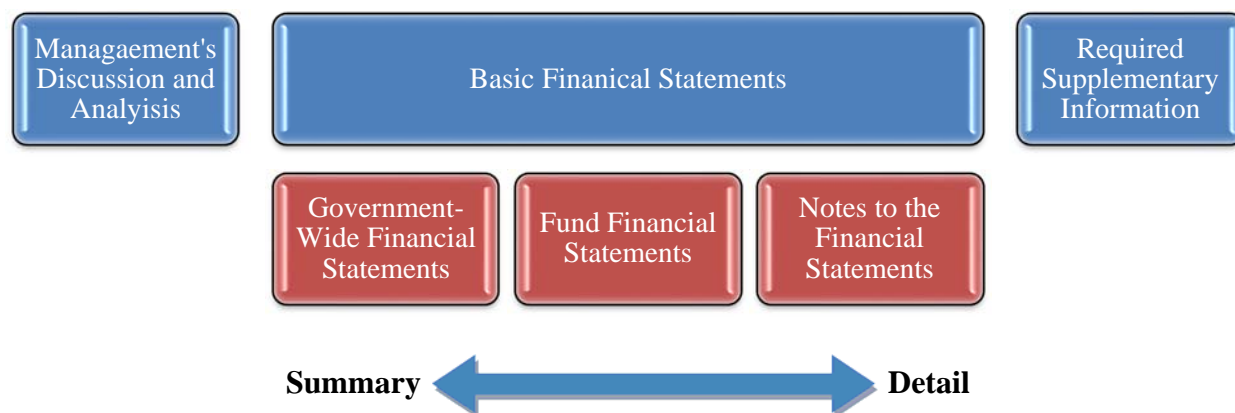 Managaement's
Discussion and
Analyisis
Basic Finanical Statements
Required
Supplementary
Information
Government-
Wide Financial
Statements
Fund Financial
Statements
Notes to the
Financial
Statements
Summary
Detail